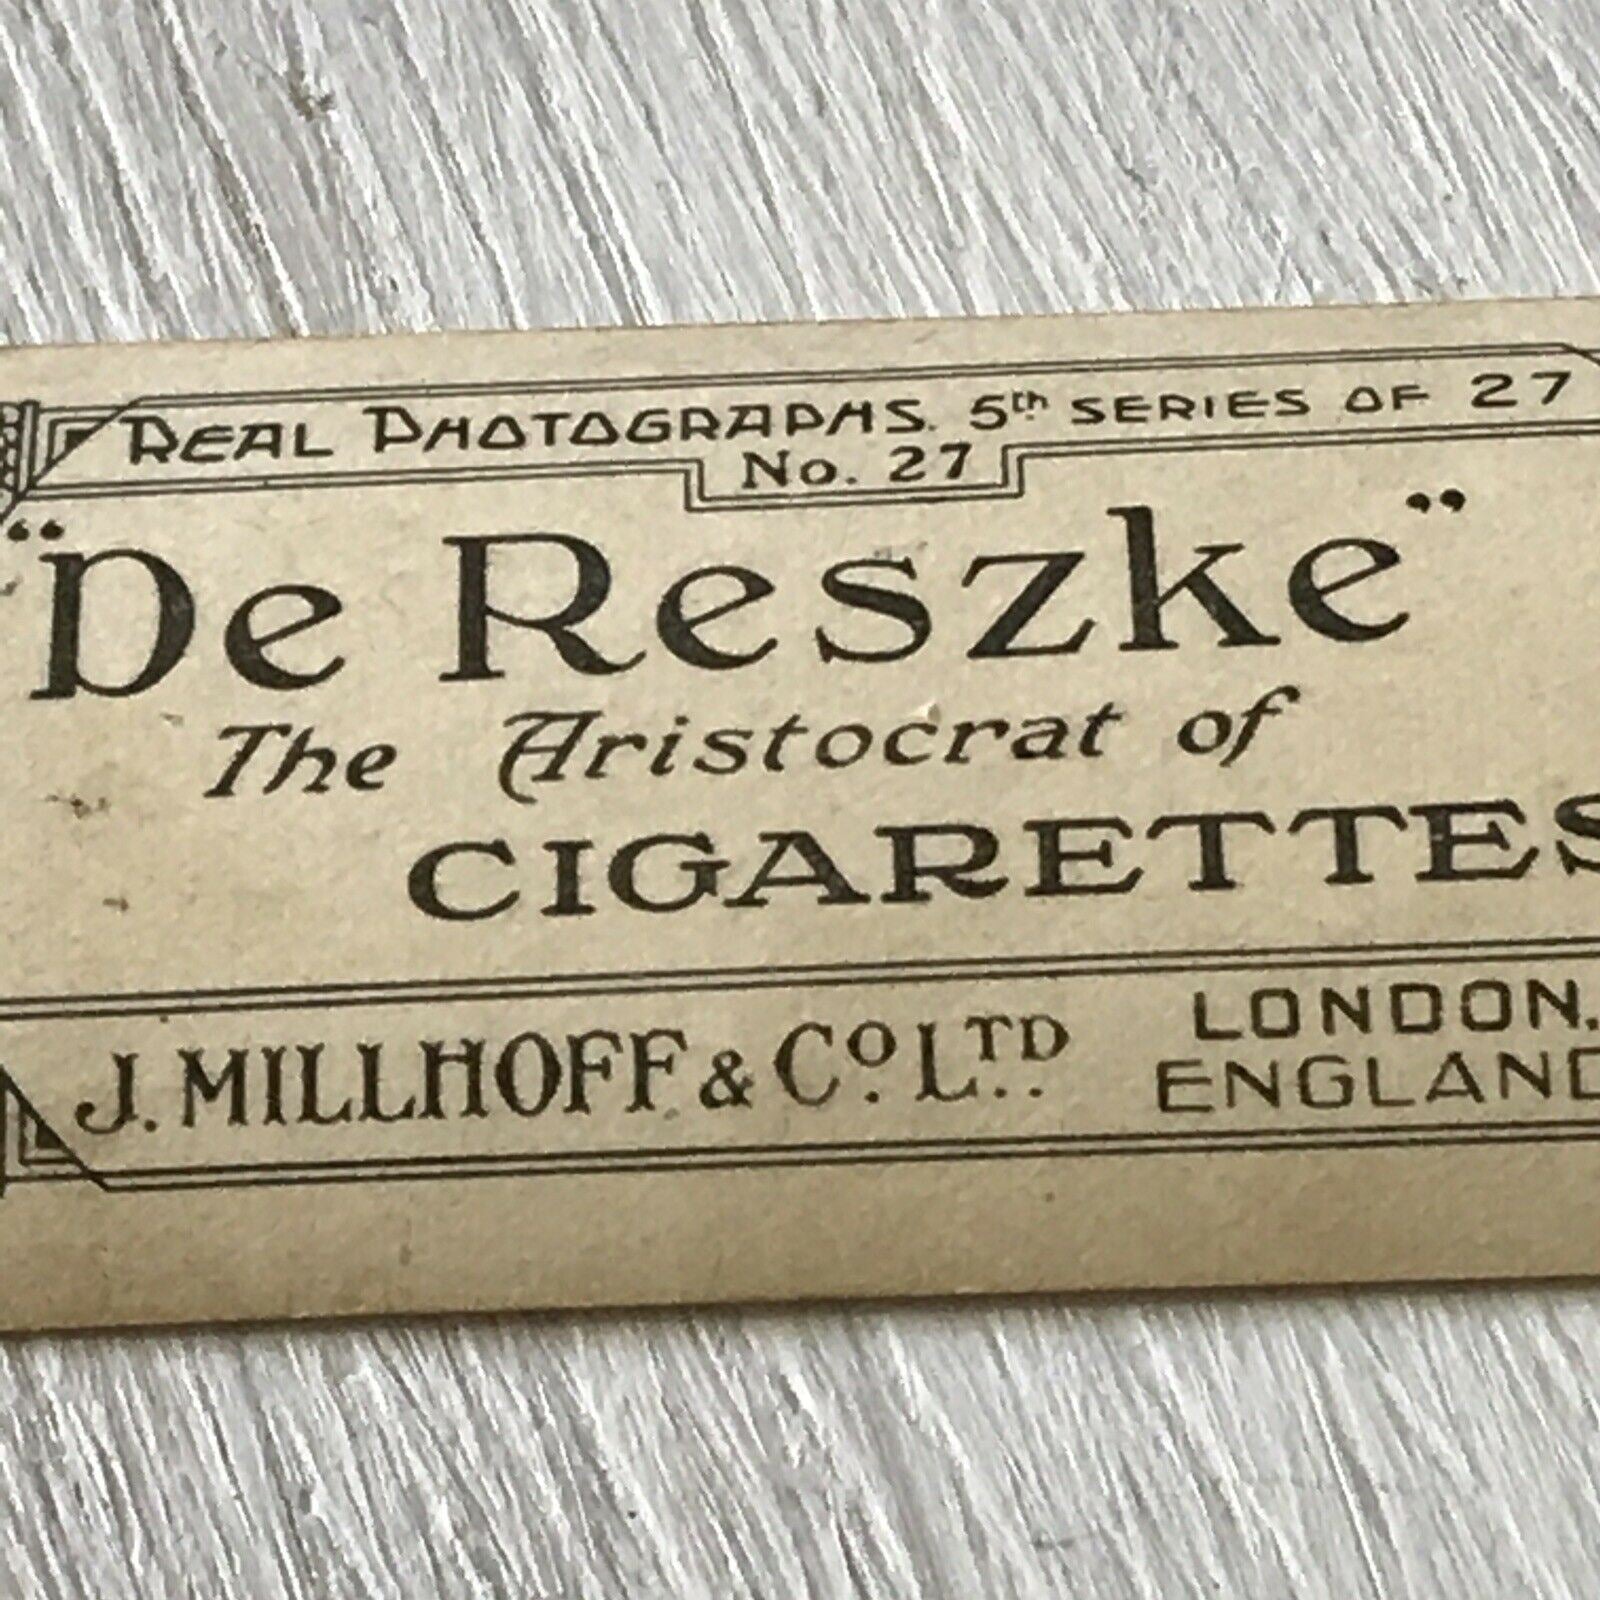 REAL PHOTOGRAPHS. 5th SERIES OF 27
No. 27
"De Reszke"
The Aristocrat of
CIGARETTES
J. MILLHOFF & Co. LTD.
LONDON.
ENGLAND